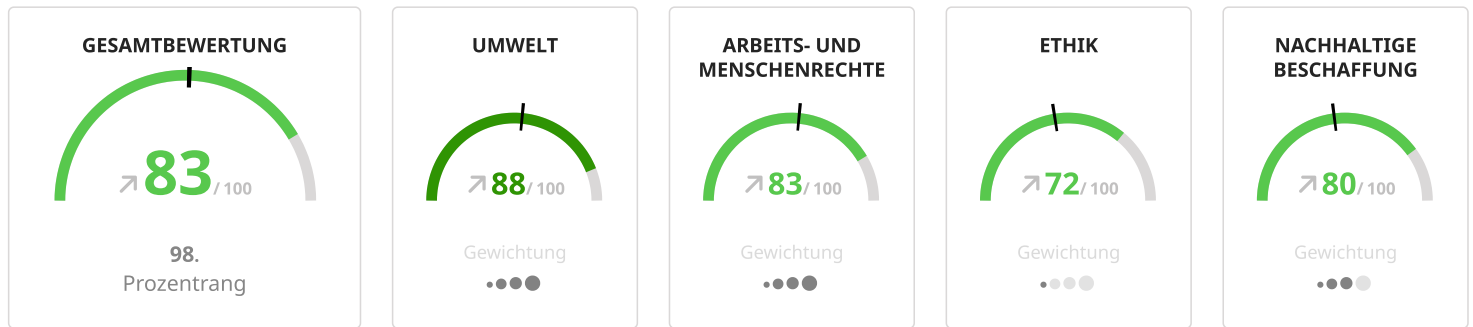 GESAMTBEWERTUNG
83 / 100
98.
Prozentrang
UMWELT
88 / 100
Gewichtung
ARBEITS- UND
MENSCHENRECHTE
83 / 100
Gewichtung
ETHIK
72 / 100
Gewichtung
NACHHALTIGE
BESCHAFFUNG
80 / 100
Gewichtung